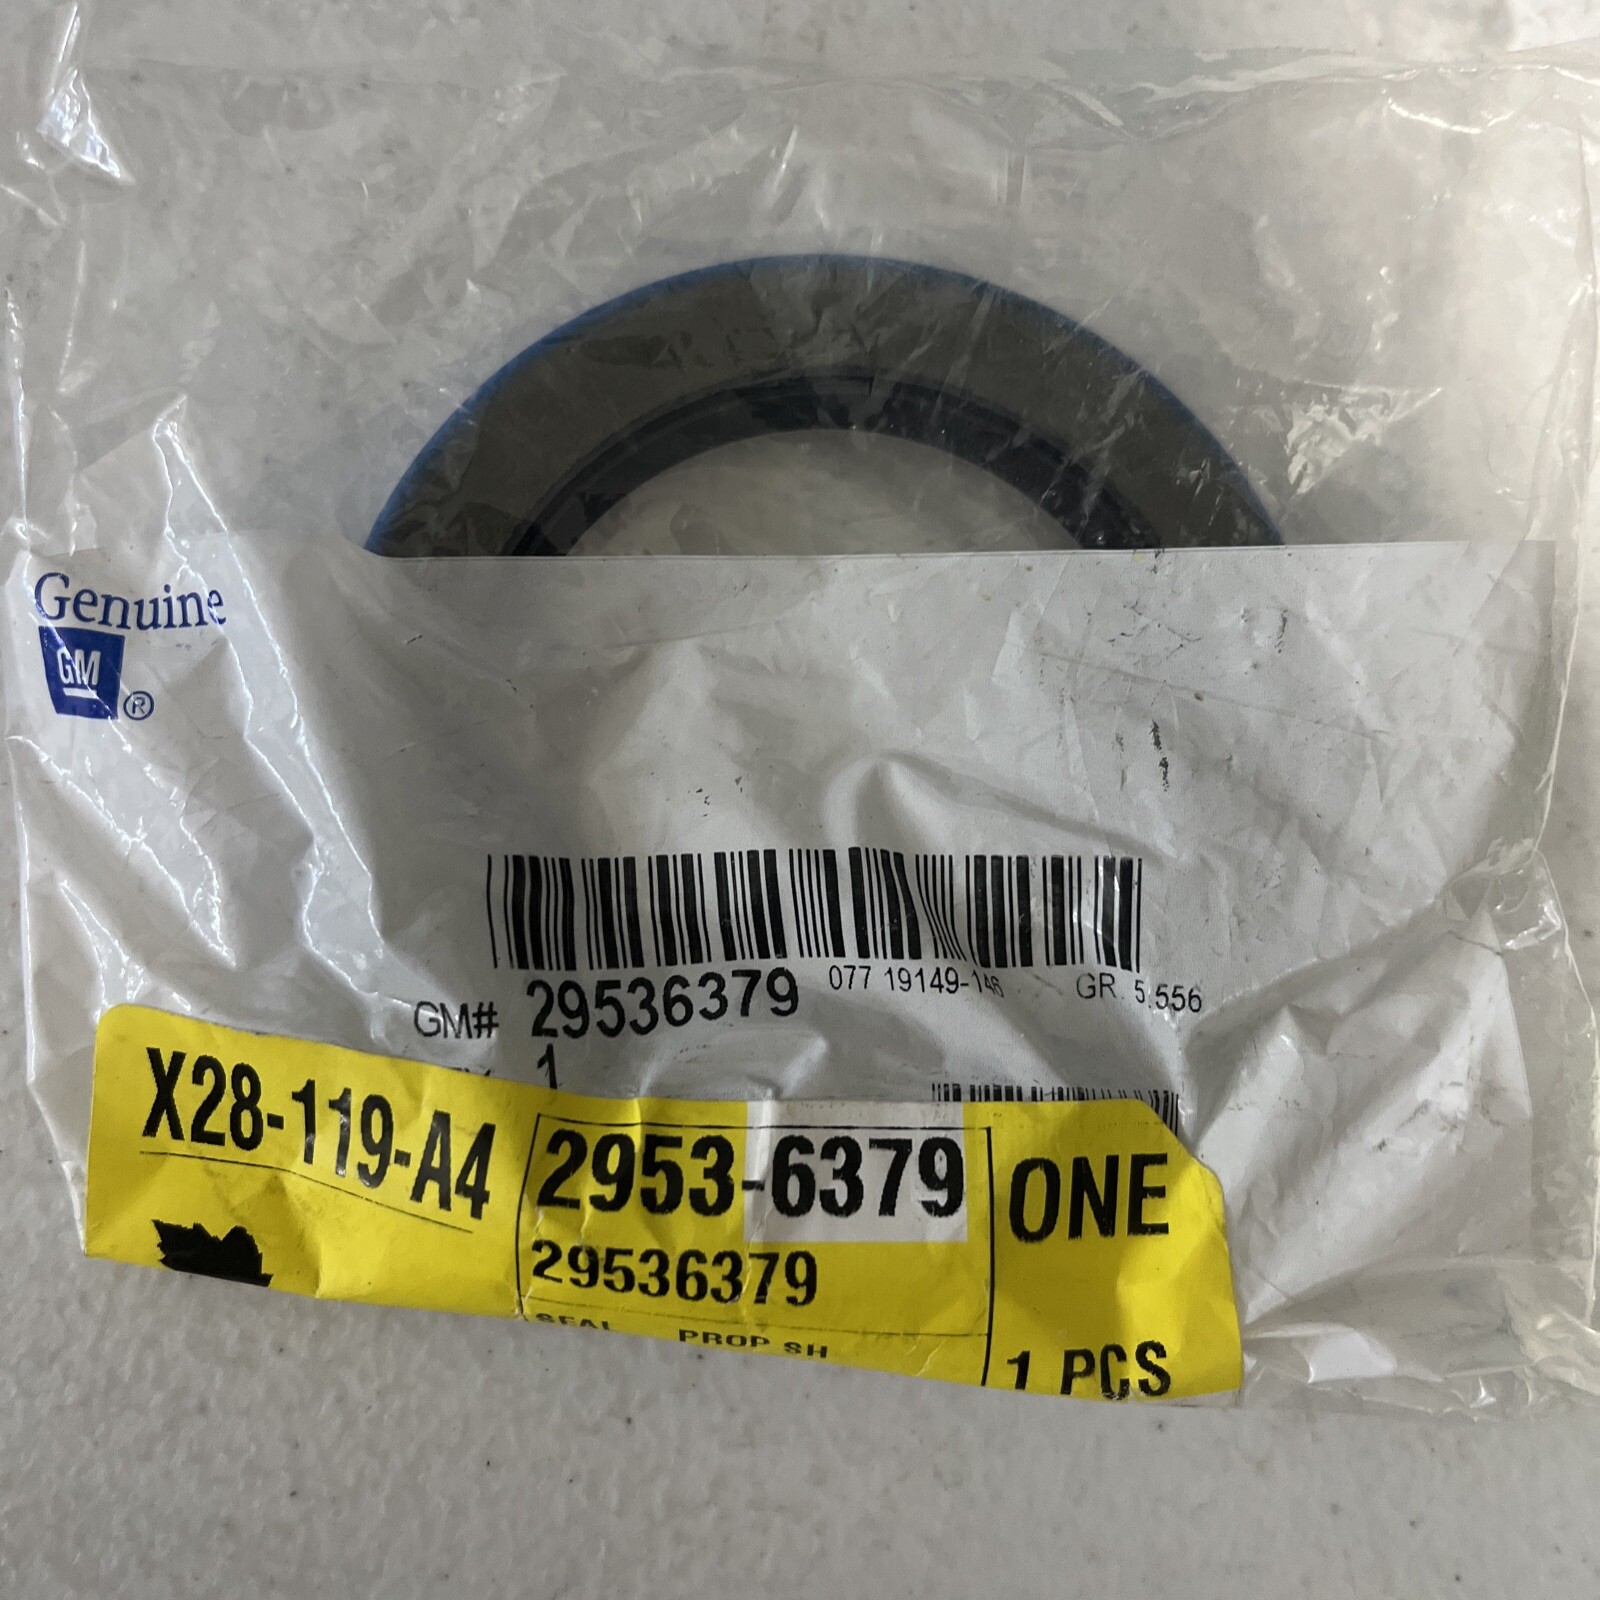 Genuine
GM
®
29536379 077 19149-146 GR. 5.556
GM#
1
X28-119-A4
2953-6379
ONE
29536379
SEAL PROP SH
1 PCS